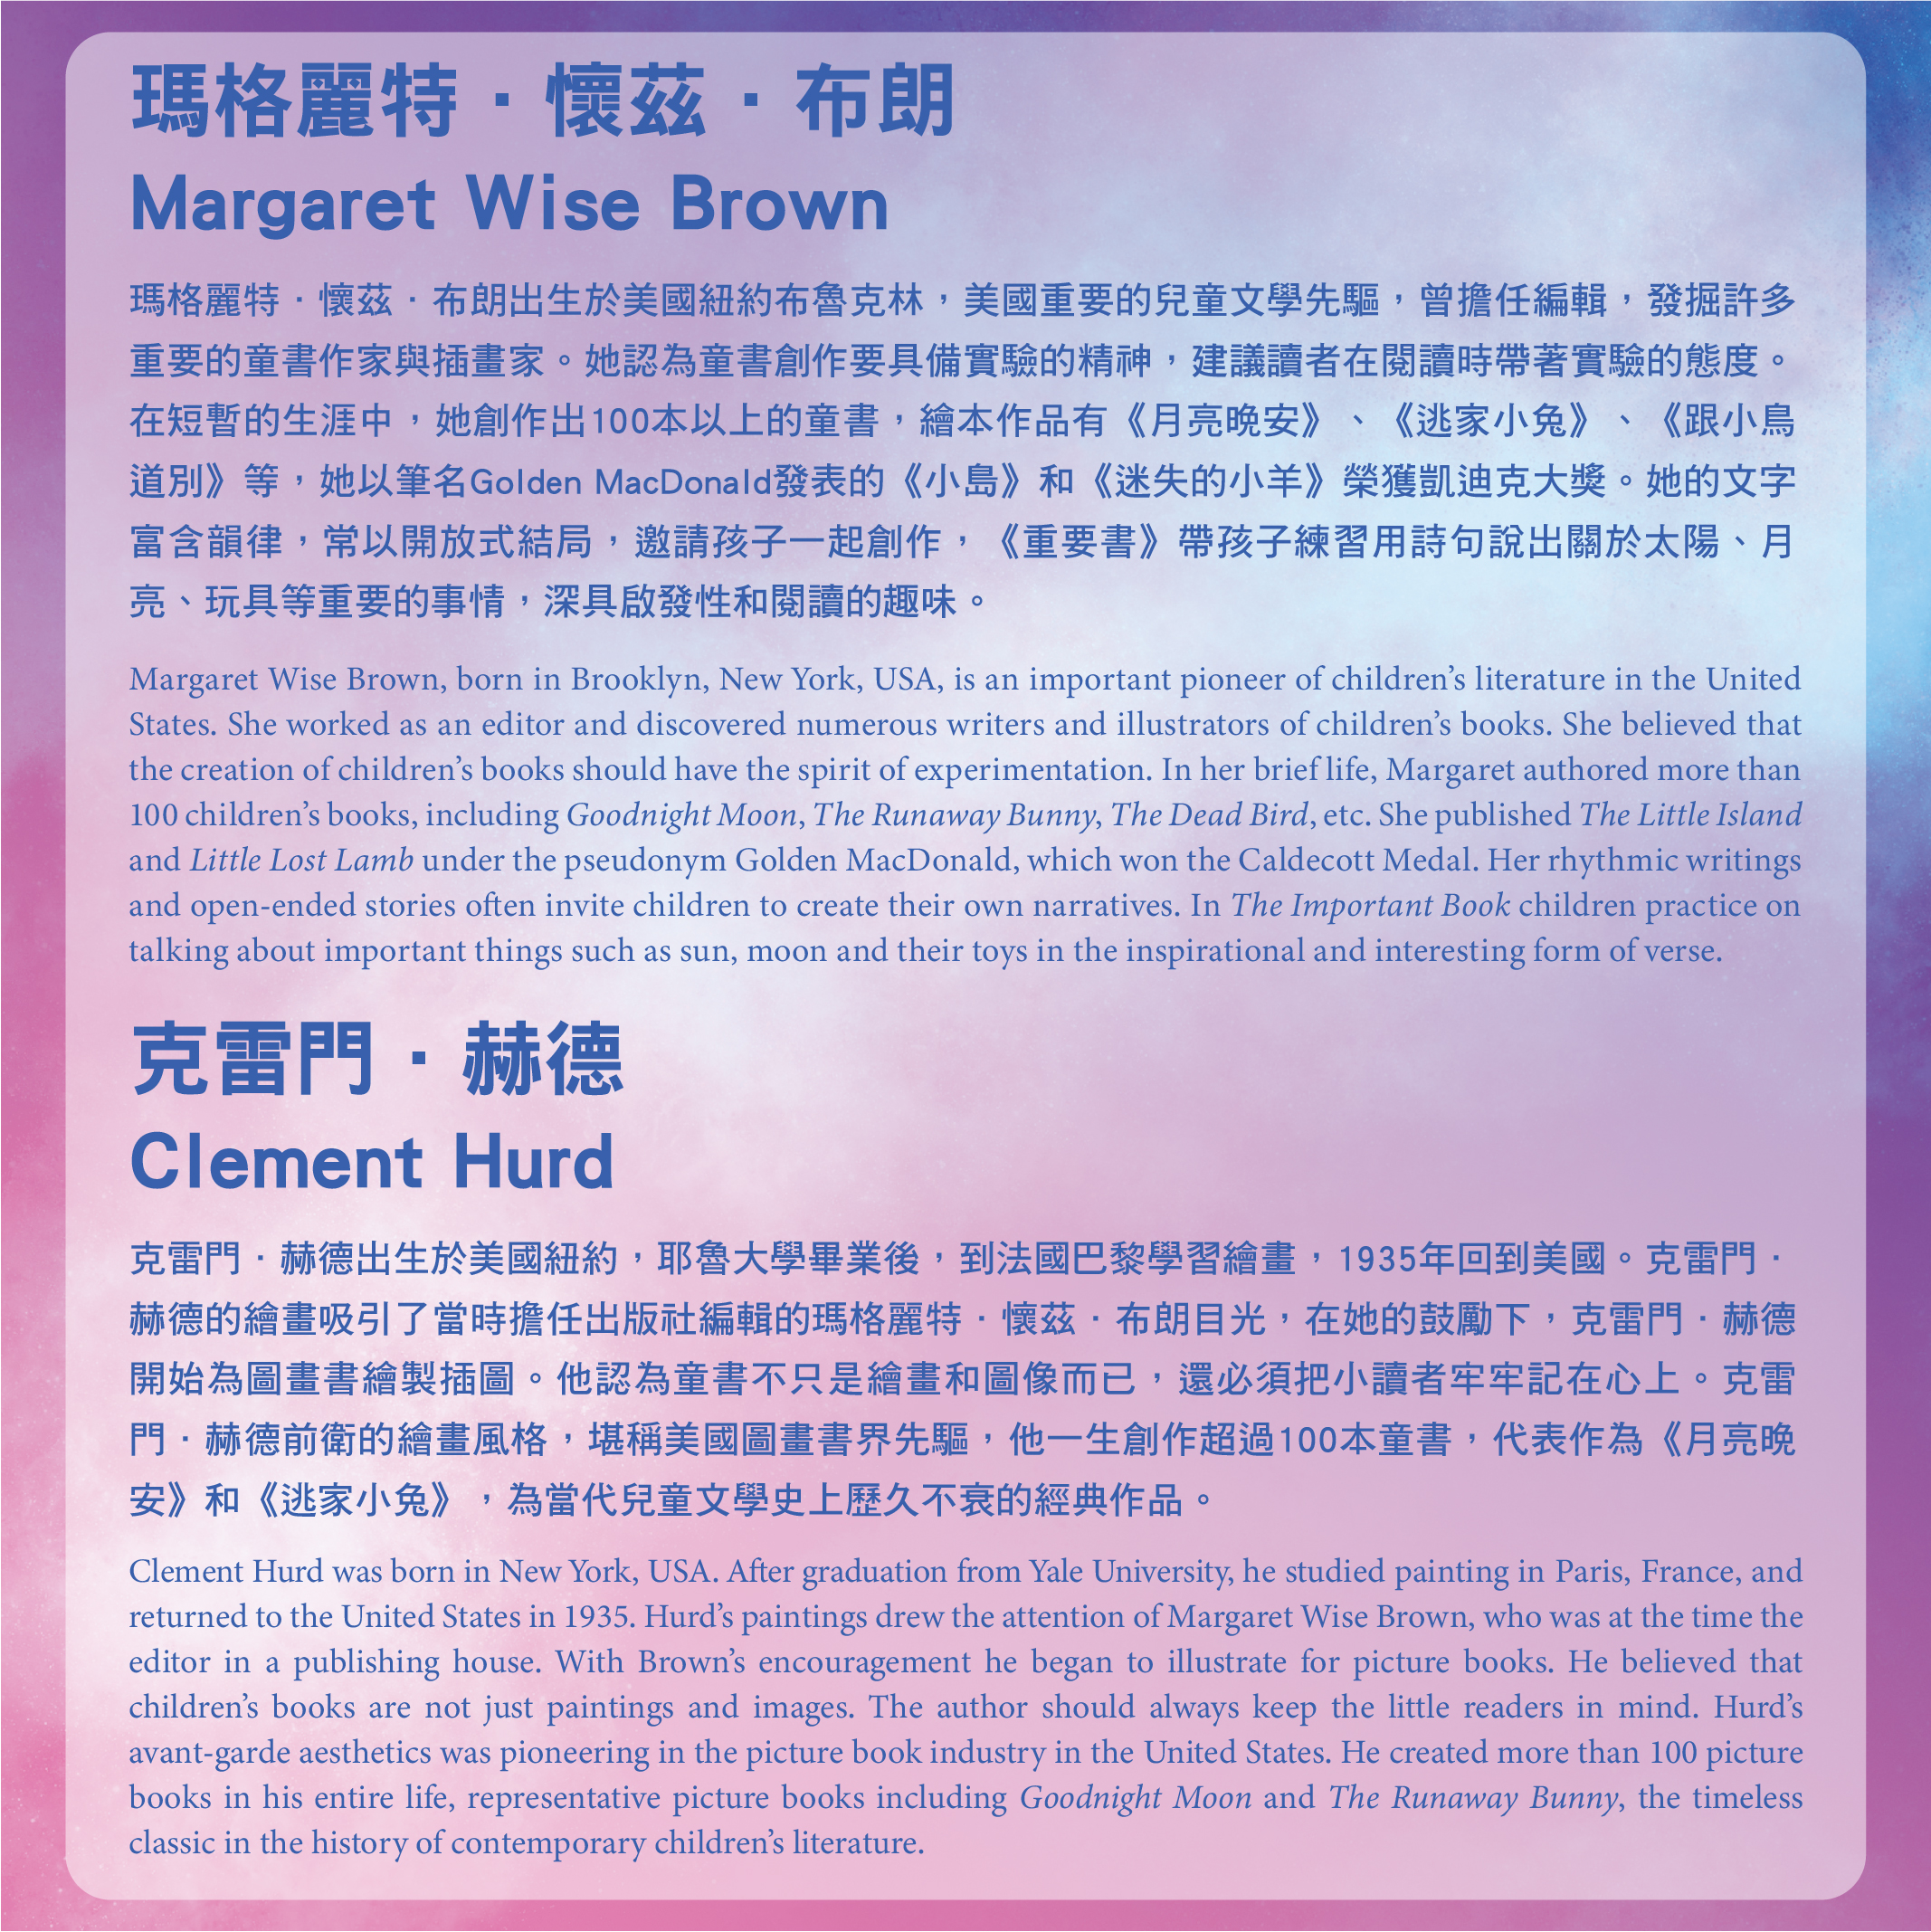 瑪格麗特．懷茲．布朗
Margaret Wise Brown
瑪格麗特．懷茲．布朗出生於美國紐約布魯克林，美國重要的兒童文學先驅，曾擔任編輯，發掘許多
重要的童書作家與插畫家。她認為童書創作要具備實驗的精神，建議讀者在閱讀時帶著實驗的態度。
在短暫的生涯中，她創作出100本以上的童書，繪本作品有《月亮晚安》、《逃家小兔》、《跟小鳥
道別》等，她以筆名Golden MacDonald發表的《小島》和《迷失的小羊》榮獲凱迪克大獎。她的文字
富含韻律，常以開放式結局，邀請孩子一起創作，《重要書》帶孩子練習用詩句說出關於太陽、月
亮、玩具等重要的事情，深具啟發性和閱讀的趣味。
Margaret Wise Brown, born in Brooklyn, New York, USA, is an important pioneer of children’s literature in the United
States. She worked as an editor and discovered numerous writers and illustrators of children’s books. She believed that
the creation of children’s books should have the spirit of experimentation. In her brief life, Margaret authored more than
100 children’s books, including Goodnight Moon, The Runaway Bunny, The Dead Bird, etc. She published The Little Island
and Little Lost Lamb under the pseudonym Golden MacDonald, which won the Caldecott Medal. Her rhythmic writings
and open-ended stories often invite children to create their own narratives. In The Important Book children practice on
talking about important things such as sun, moon and their toys in the inspirational and interesting form of verse.
克雷門．赫德
Clement Hurd
克雷門．赫德出生於美國紐約，耶魯大學畢業後，到法國巴黎學習繪畫，1935年回到美國。克雷門．
赫德的繪畫吸引了當時擔任出版社編輯的瑪格麗特．懷茲．布朗目光，在她的鼓勵下，克雷門．赫德
開始為圖畫書繪製插圖。他認為童書不只是繪畫和圖像而已，還必須把小讀者牢牢記在心上。克雷
門．赫德前衛的繪畫風格，堪稱美國圖畫書界先驅，他一生創作超過100本童書，代表作為《月亮晚
安》和《逃家小兔》，為當代兒童文學史上歷久不衰的經典作品。
Clement Hurd was born in New York, USA. After graduation from Yale University, he studied painting in Paris, France, and
returned to the United States in 1935. Hurd’s paintings drew the attention of Margaret Wise Brown, who was at the time the
editor in a publishing house. With Brown’s encouragement he began to illustrate for picture books. He believed that
children’s books are not just paintings and images. The author should always keep the little readers in mind. Hurd’s
avant-garde aesthetics was pioneering in the picture book industry in the United States. He created more than 100 picture
books in his entire life, representative picture books including Goodnight Moon and The Runaway Bunny, the timeless
classic in the history of contemporary children’s literature.